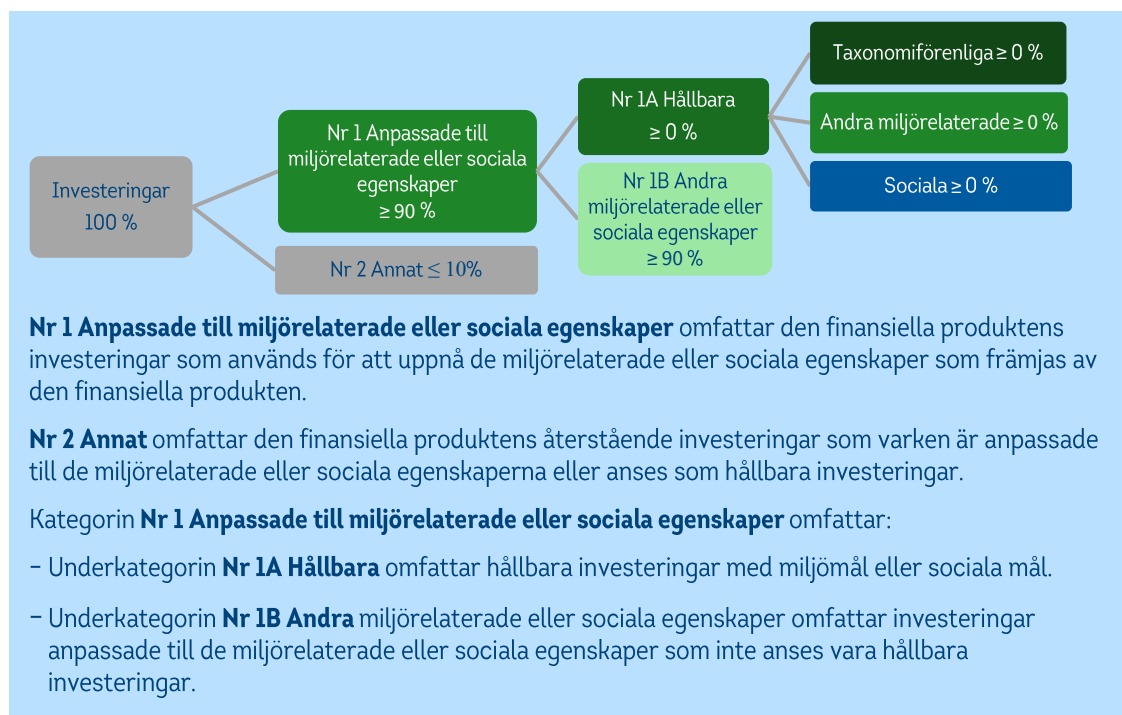 Investeringar
100 %
Nr 1 Anpassade till
miljörelaterade eller sociala
egenskaper
≥ 90 %
Nr 2 Annat ≤ 10%
Nr 1A Hållbara
≥ 0 %
Nr 1B Andra
miljörelaterade eller
sociala egenskaper
≥ 90 %
Taxonomiförenliga ≥ 0 %
Andra miljörelaterade ≥ 0 %
Sociala ≥ 0 %
Nr 1 Anpassade till miljörelaterade eller sociala egenskaper omfattar den finansiella produktens
investeringar som används för att uppnå de miljörelaterade eller sociala egenskaper som främjas av
den finansiella produkten.
Nr 2 Annat omfattar den finansiella produktens återstående investeringar som varken är anpassade
till de miljörelaterade eller sociala egenskaperna eller anses som hållbara investeringar.
Kategorin Nr 1 Anpassade till miljörelaterade eller sociala egenskaper omfattar:
– Underkategorin Nr 1A Hållbara omfattar hållbara investeringar med miljömål eller sociala mål.
– Underkategorin Nr 1B Andra miljörelaterade eller sociala egenskaper omfattar investeringar
anpassade till de miljörelaterade eller sociala egenskaper som inte anses vara hållbara
investeringar.